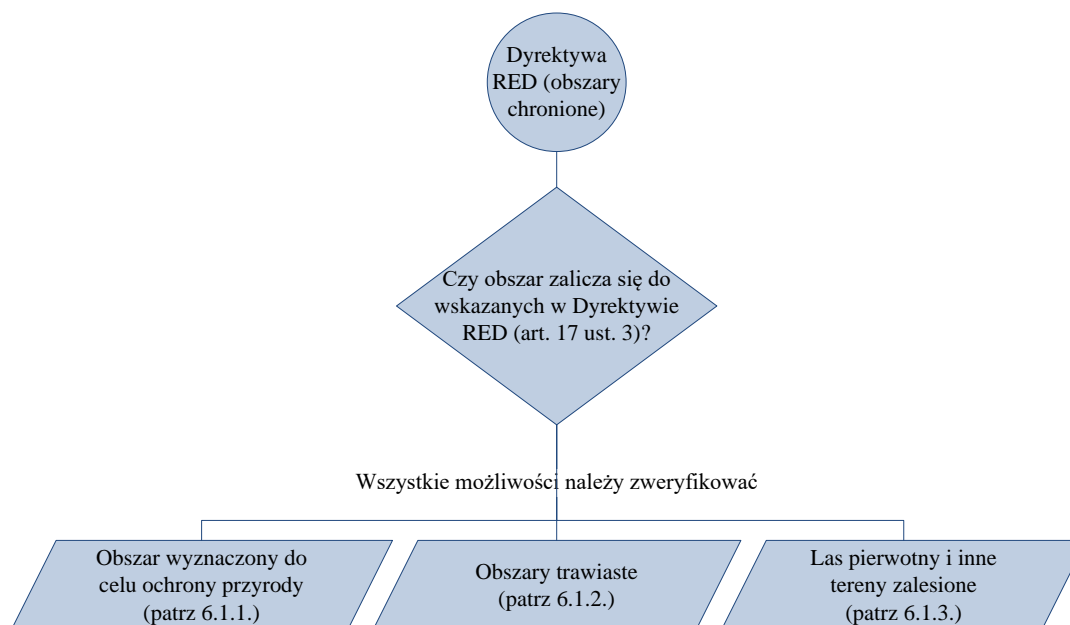 Dyrektywa
RED (obszary
chronione)
Czy obszar zalicza się do
wskazanych w Dyrektywie
RED (art. 17 ust. 3)?
Wszystkie możliwości należy zweryfikować
Obszar wyznaczony do
celu ochrony przyrody
(patrz 6.1.1.)
Obszary trawiaste
(patrz 6.1.2.)
Las pierwotny i inne
tereny zalesione
(patrz 6.1.3.)